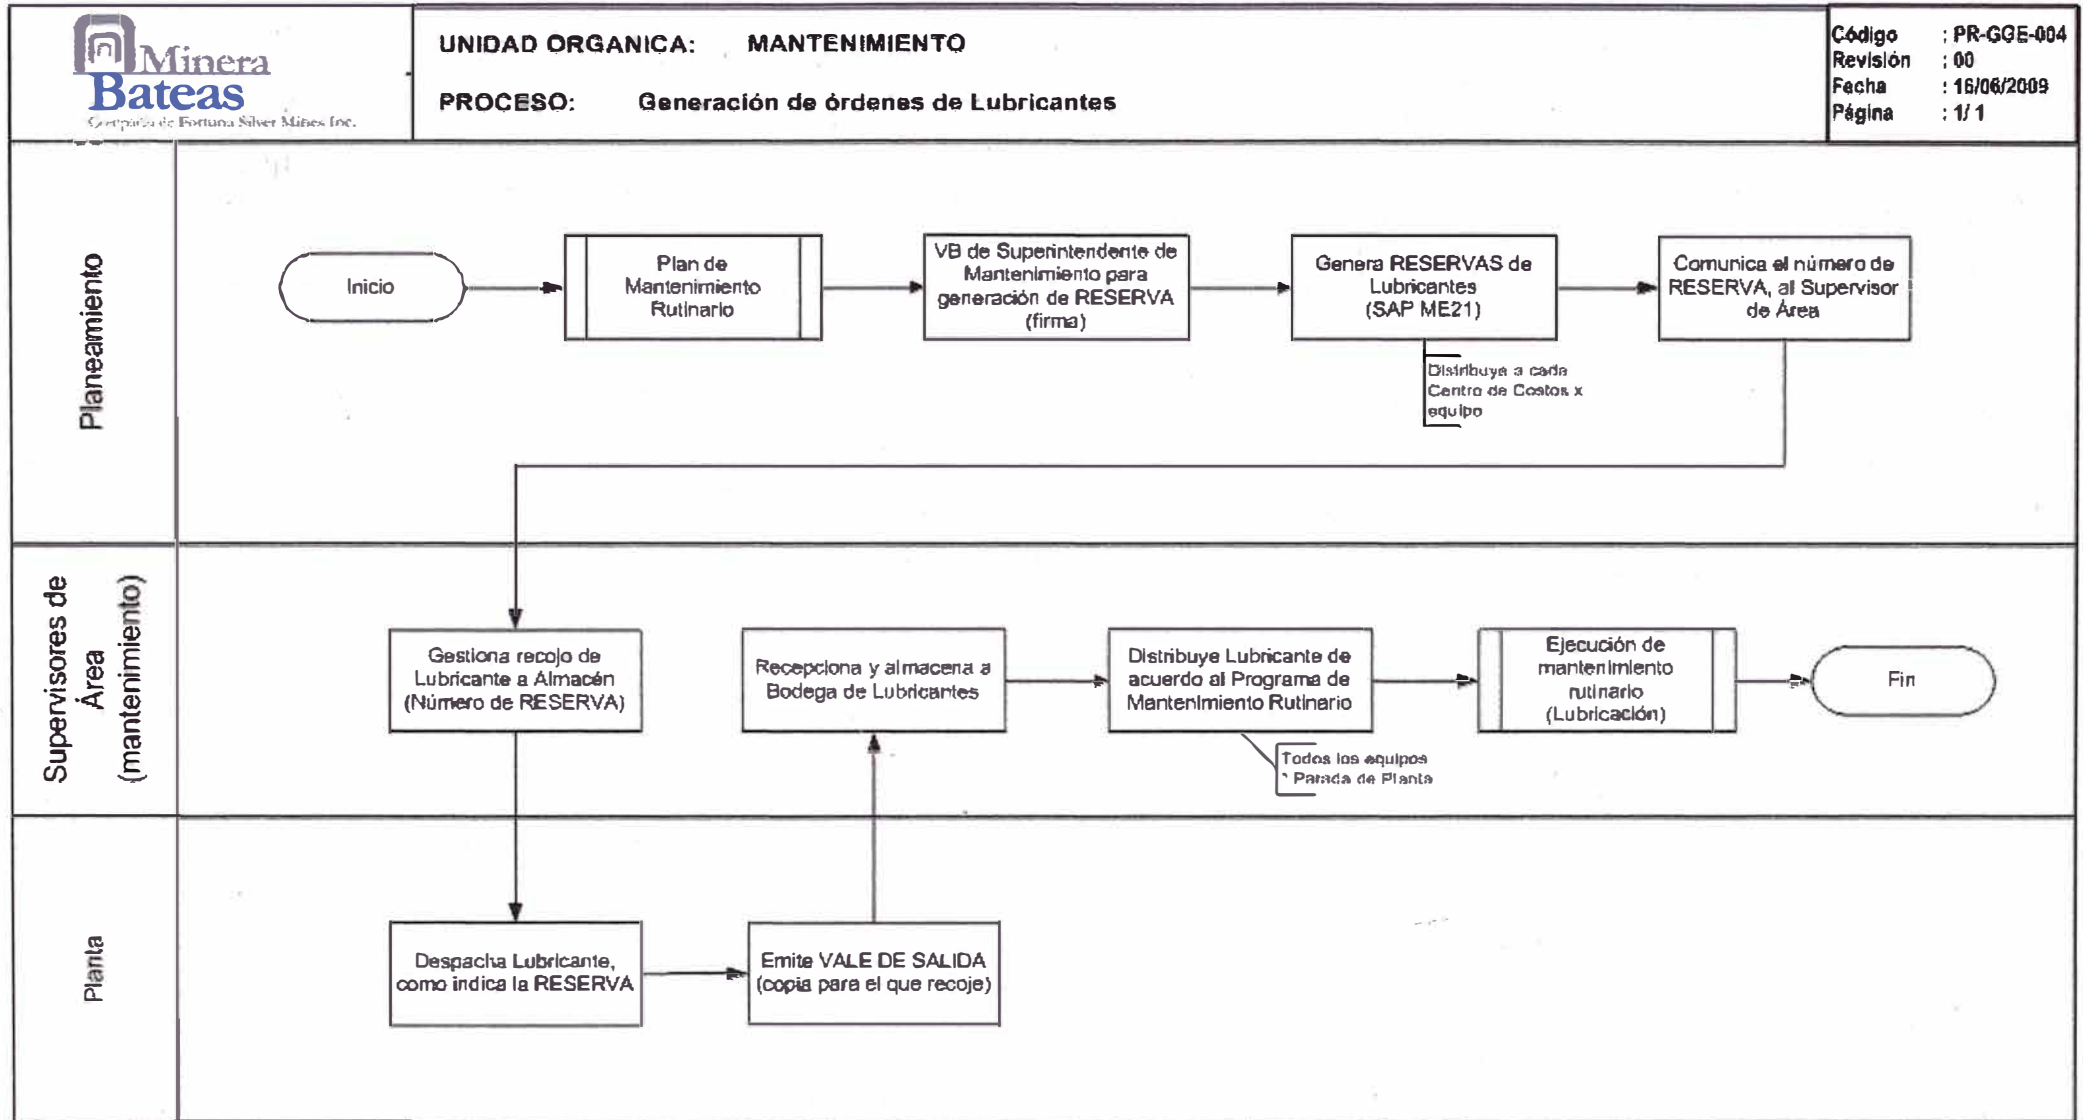 Minera
Bateas
Compañía de Fortuna Silver Mines Inc.
UNIDAD ORGANICA: MANTENIMIENTO
PROCESO: Generación de órdenes de Lubricantes
Código : PR-GGE-004
Revisión : 00
Fecha : 16/06/2009
Página : 1/ 1
Planeamiento
Inicio
Plan de
Mantenimiento
Rutinario
VB de Superintendente de
Mantenimiento para
generación de RESERVA
(firma)
Genera RESERVAS de
Lubricantes
(SAP ME21)
Comunica el número de
RESERVA, al Supervisor
de Área
Distribuye a cada
Centro de Costos x
equipo
Supervisores de
Área
(mantenimiento)
Gestiona recojo de
Lubricante a Almacén
(Número de RESERVA)
Recepciona y almacena a
Bodega de Lubricantes
Distribuye Lubricante de
acuerdo al Programa de
Mantenimiento Rutinario
Ejecución de
mantenimiento
rutinario
(Lubricación)
Fin
Todos los equipos
* Parada de Planta
Planta
Despacha Lubricante,
como indica la RESERVA
Emite VALE DE SALIDA
(copia para el que recoje)